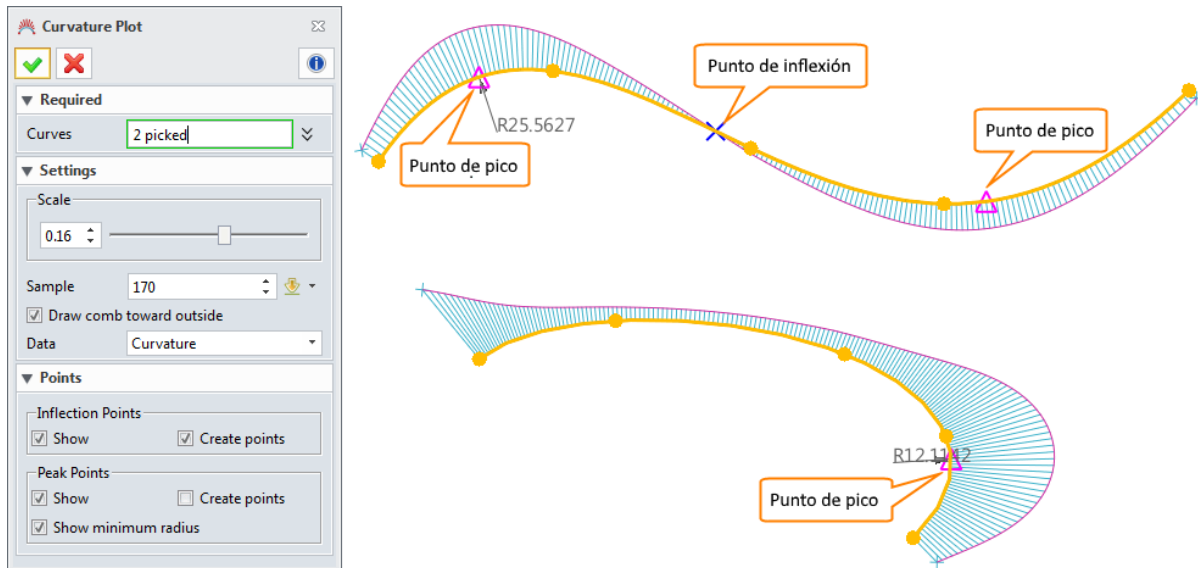 Curvature Plot
Required
Curves 2 picked
Settings
Scale
0.16
Sample 170
Draw comb toward outside
Data Curvature
Points
Inflection Points
Show Create points
Peak Points
Show Create points
Show minimum radius
Punto de inflexión
R25.5627
Punto de pico
Punto de pico
R12.1142
Punto de pico